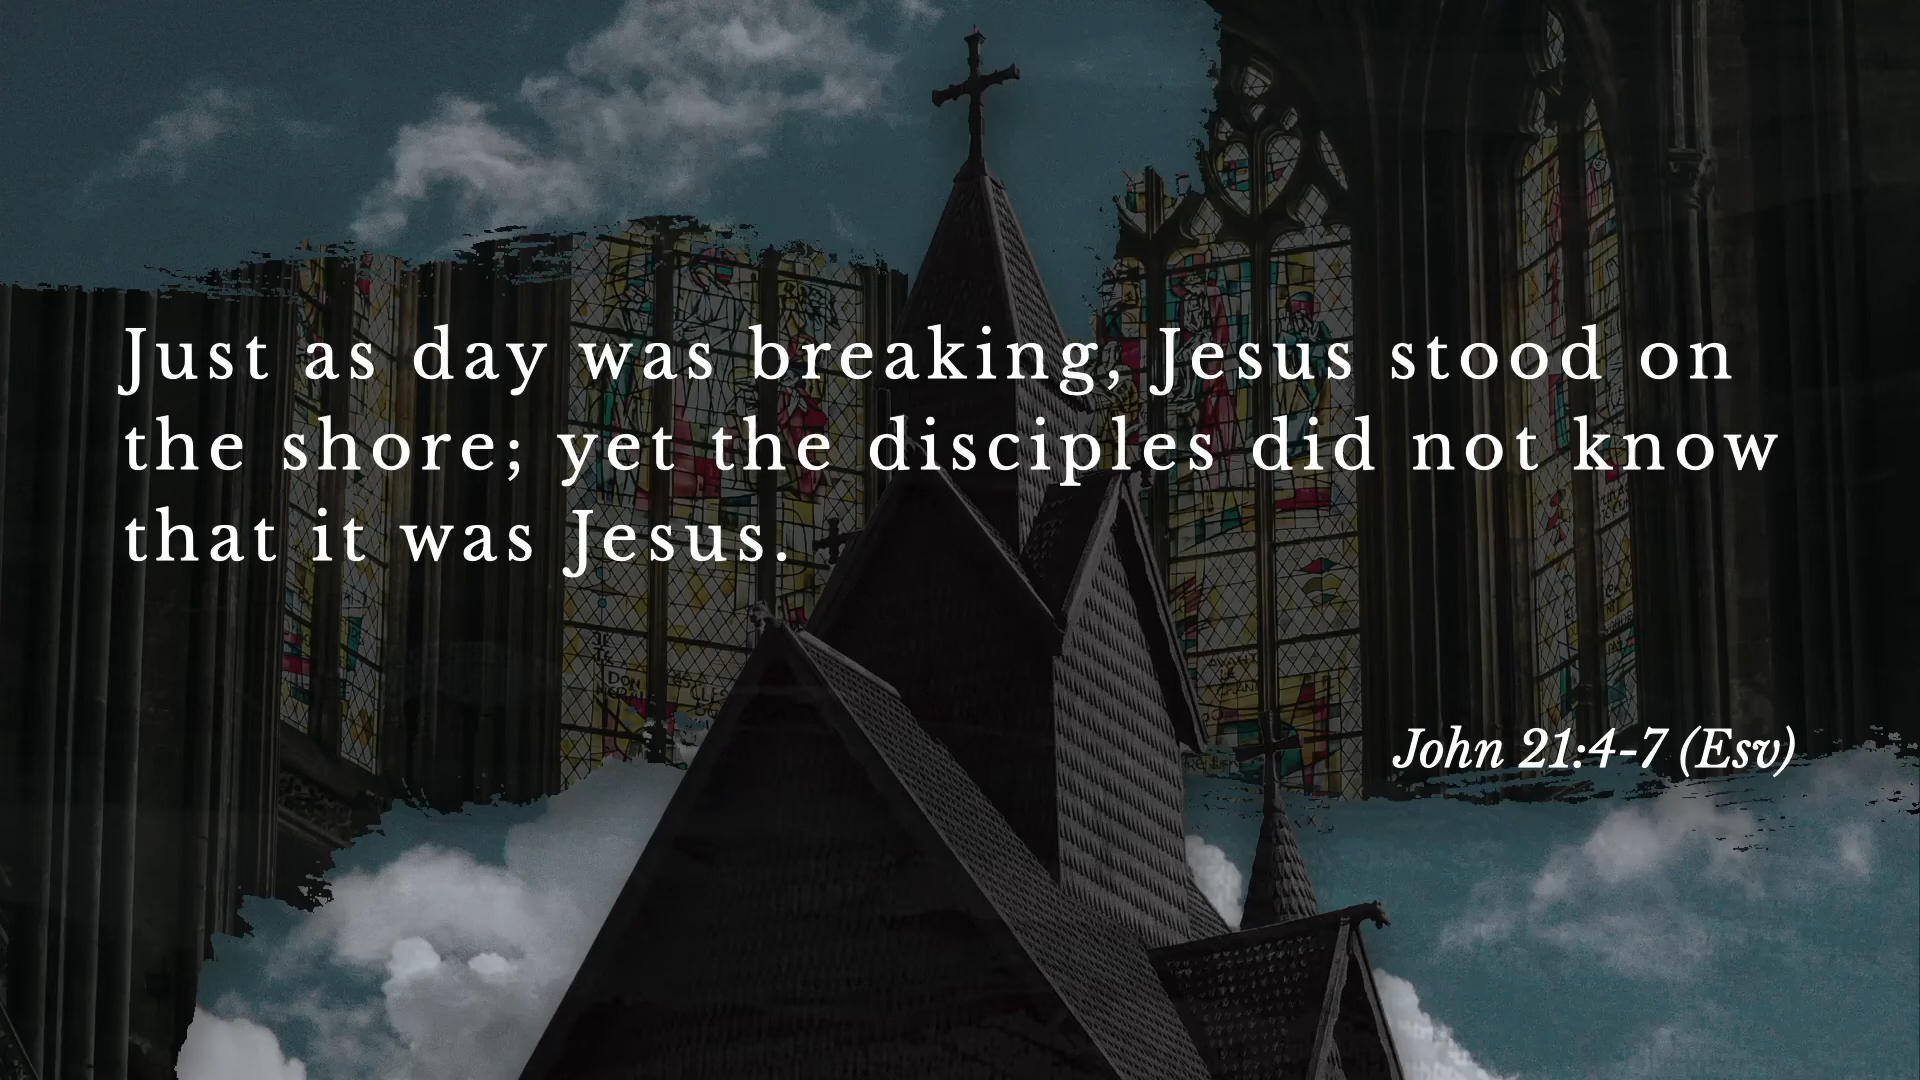 Just as day was breaking, Jesus stood on
the shore; yet the disciples did not know
that it was Jesus.
John 21:4-7 (Esv)
DON